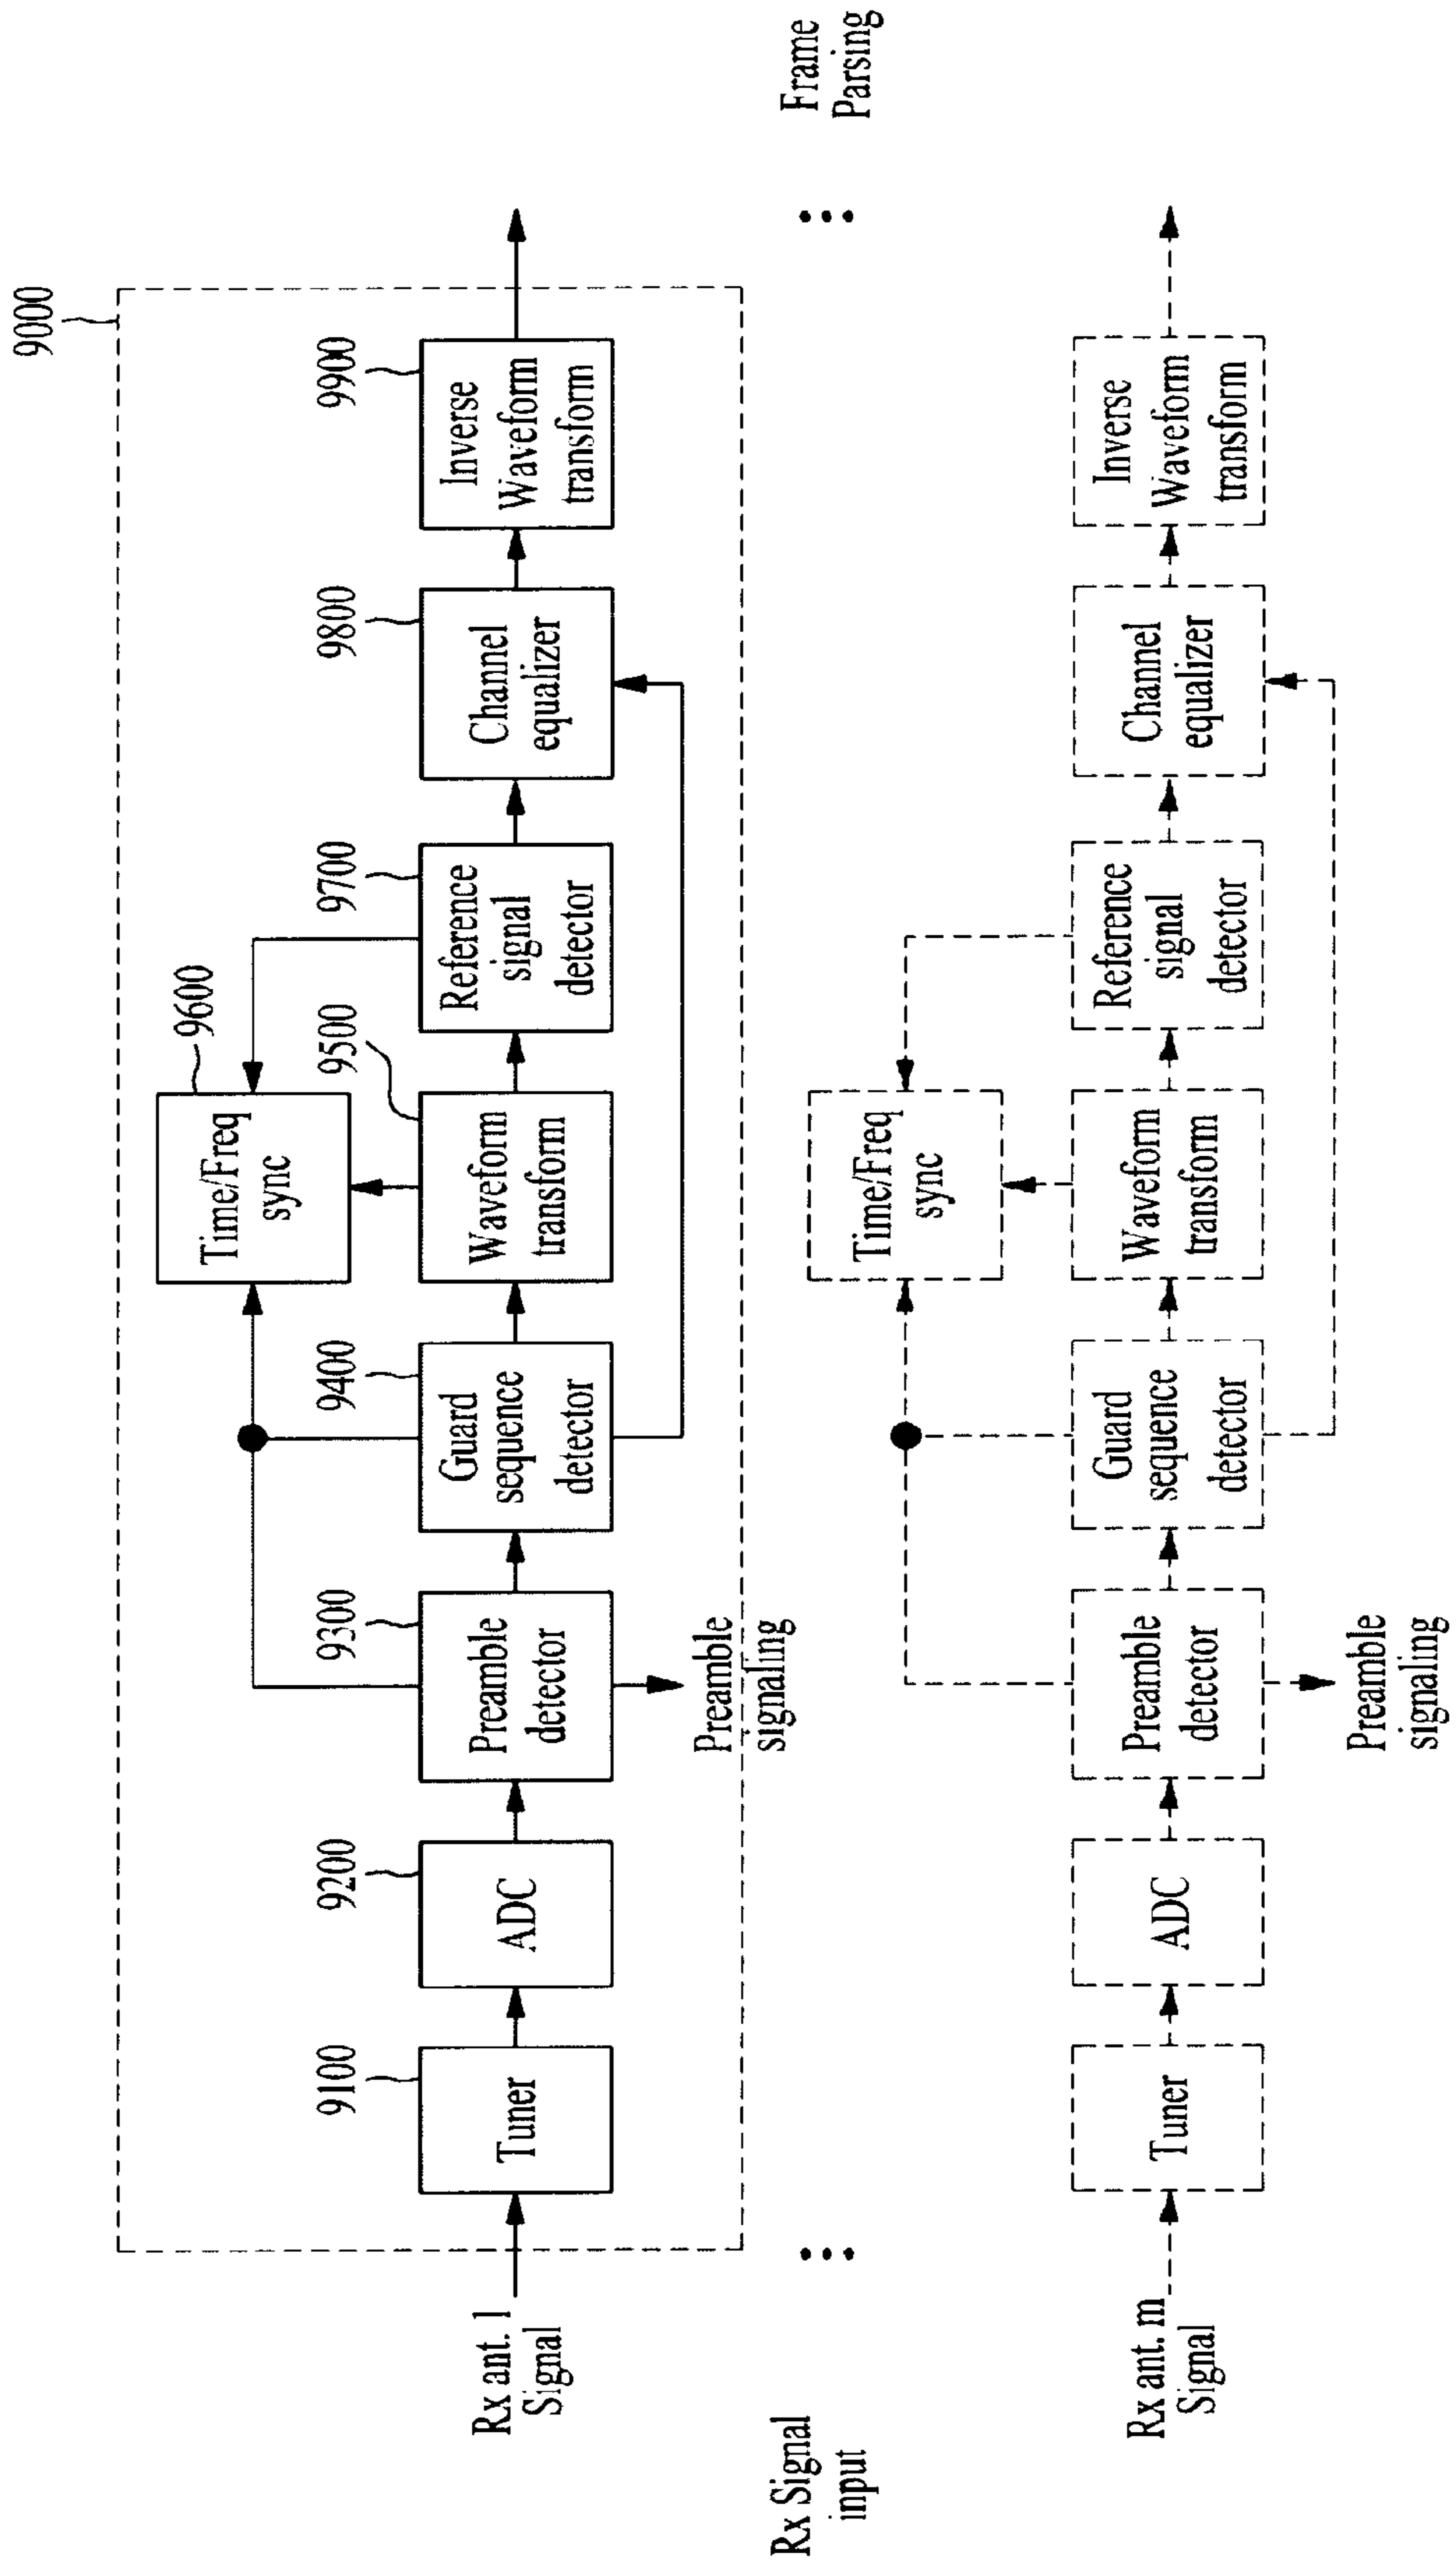 9000
9600
Time/Freq
sync
9100
9200
9300
9400
9500
9700
9800
9900
Rx ant. 1
Signal
Tuner
ADC
Preamble
detector
Guard
sequence
detector
Waveform
transform
Reference
signal
detector
Channel
equalizer
Inverse
Waveform
transform
Preamble
signaling
Rx Signal
input
Frame
Parsing
Time/Freq
sync
Rx ant. m
Signal
Tuner
ADC
Preamble
detector
Guard
sequence
detector
Waveform
transform
Reference
signal
detector
Channel
equalizer
Inverse
Waveform
transform
Preamble
signaling